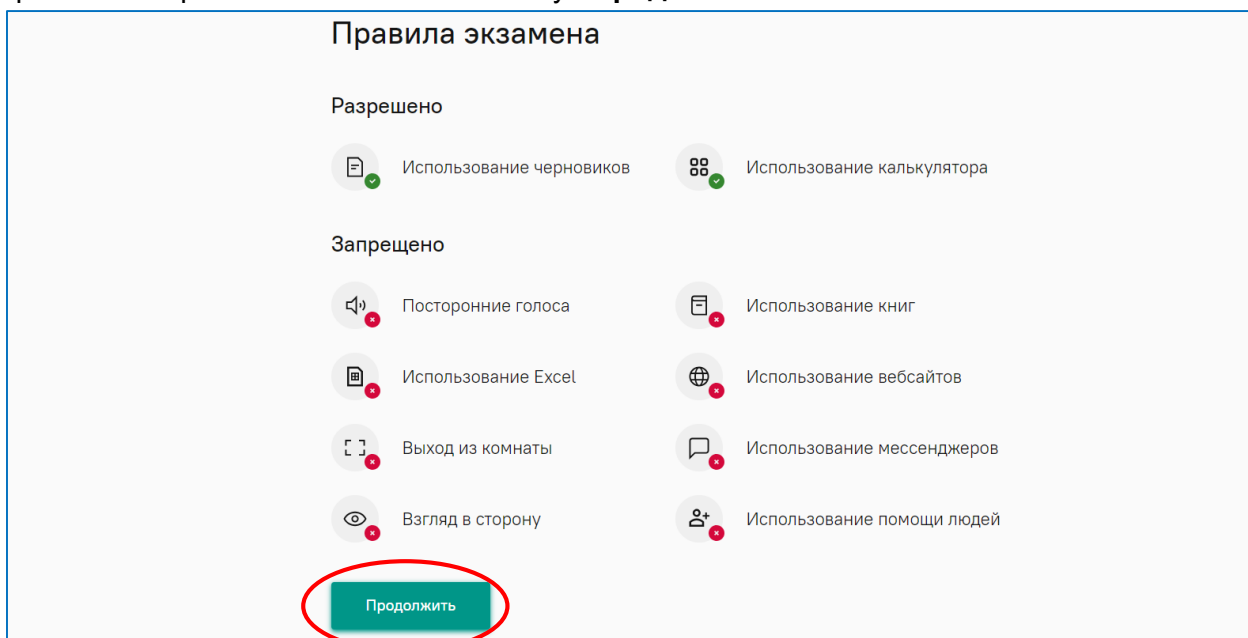 Правила экзамена
Разрешено
Использование черновиков
Использование калькулятора
Запрещено
Посторонние голоса
Использование книг
Использование Excel
Использование вебсайтов
Выход из комнаты
Использование мессенджеров
Взгляд в сторону
Использование помощи людей
Продолжить